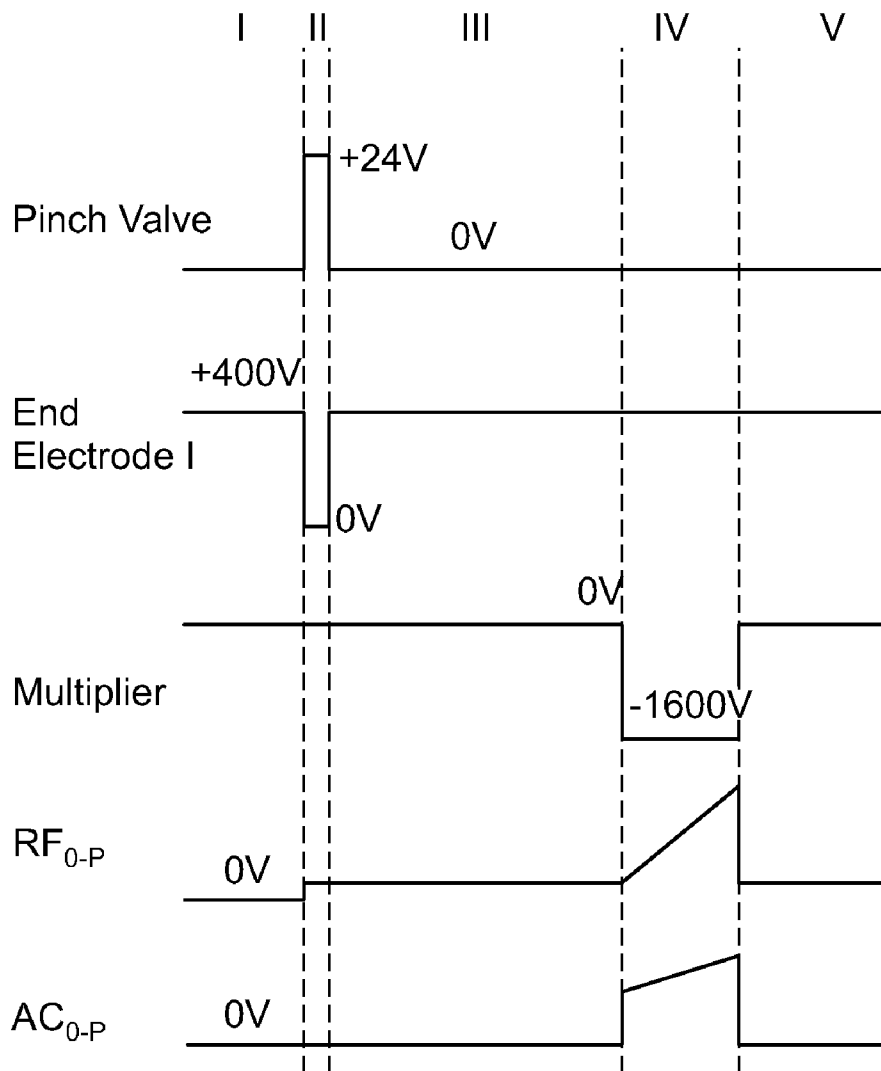 I II III IV V
+24V
Pinch Valve
0V
+400V
End
Electrode I
0V
0V
Multiplier
-1600V
RF0-P
0V
AC0-P
0V